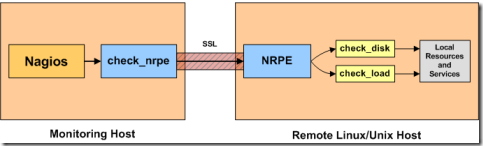 Nagios
check_nrpe
SSL
NRPE
check_disk
check_load
Local
Resources
and
Services
Monitoring Host
Remote Linux/Unix Host